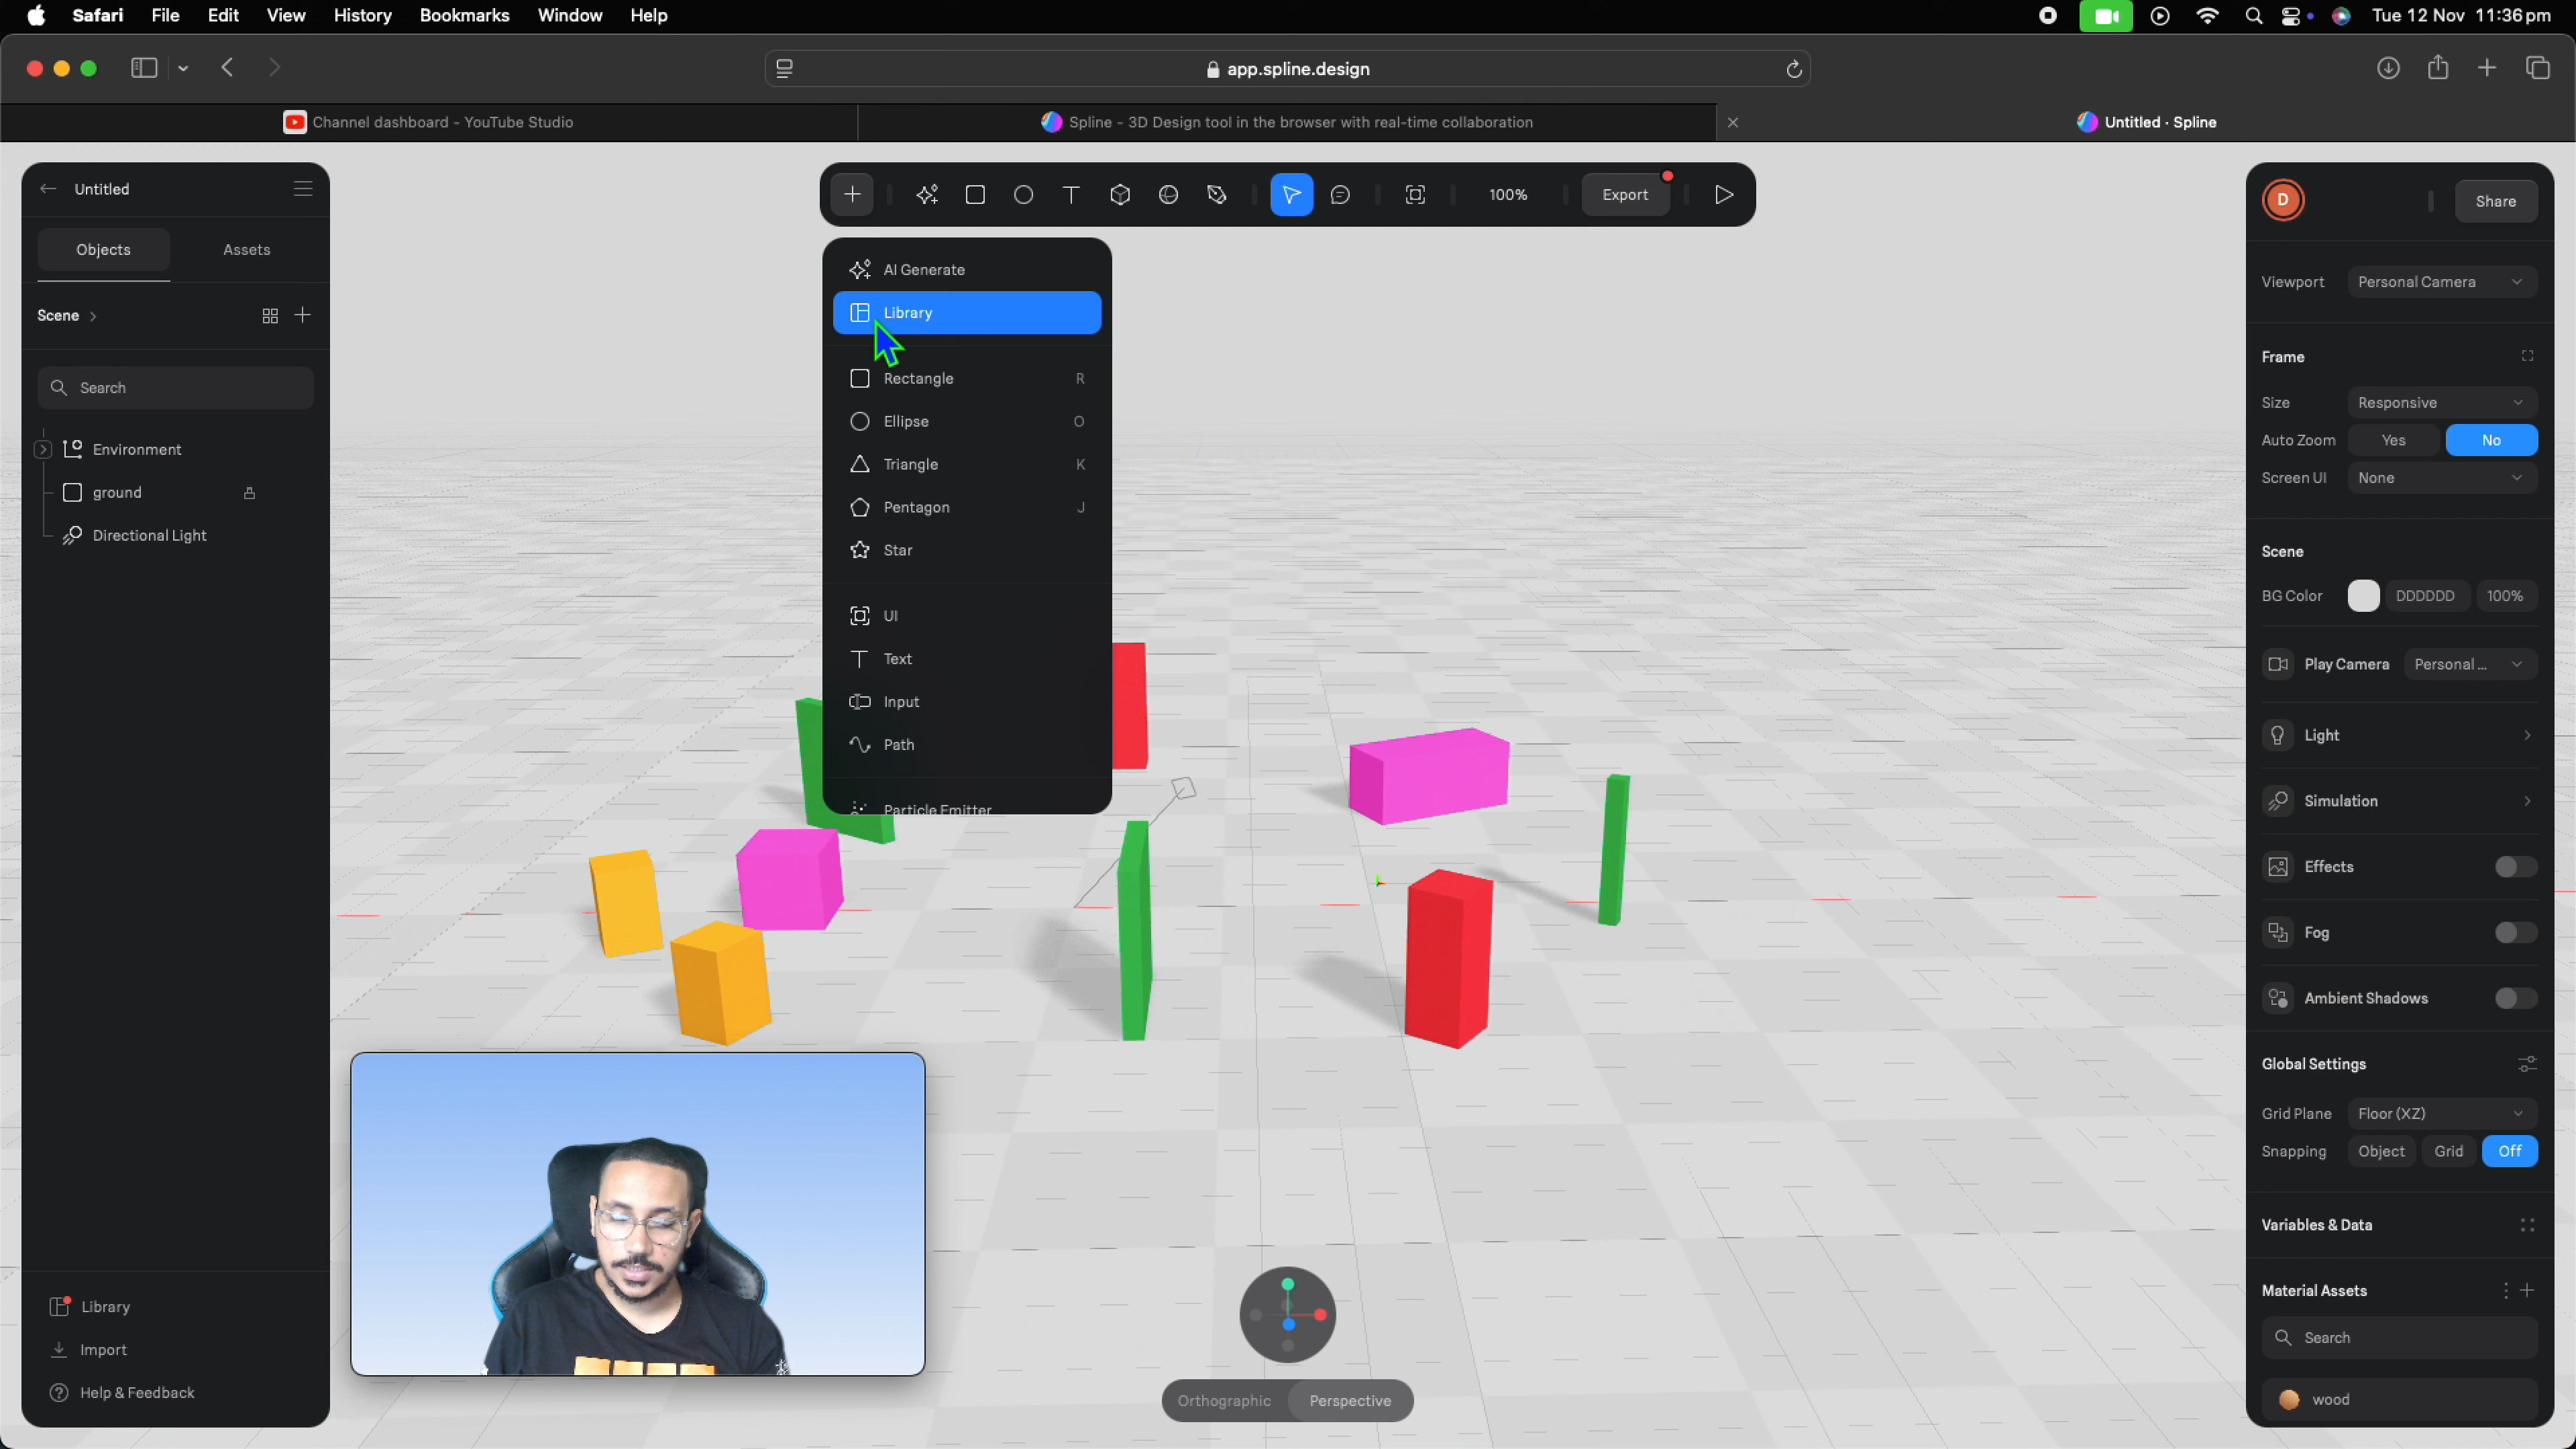 Safari File Edit View History Bookmarks Window Help Tue 12 Nov 11:36 pm
app.spline.design
Channel dashboard - YouTube Studio
Spline - 3D Design tool in the browser with real-time collaboration
Untitled · Spline
Untitled
Objects Assets
Scene
Search
Environment
ground
Directional Light
Library
Import
Help & Feedback
100% Export
AI Generate
Library
Rectangle R
Ellipse O
Triangle K
Pentagon J
Star
UI
Text
Input
Path
Particle Emitter
Orthographic Perspective
D Share
Viewport Personal Camera
Frame
Size Responsive
Auto Zoom Yes No
Screen UI None
Scene
BG Color DDDDDD 100%
Play Camera Personal ...
Light
Simulation
Effects
Fog
Ambient Shadows
Global Settings
Grid Plane Floor (XZ)
Snapping Object Grid Off
Variables & Data
Material Assets
Search
wood